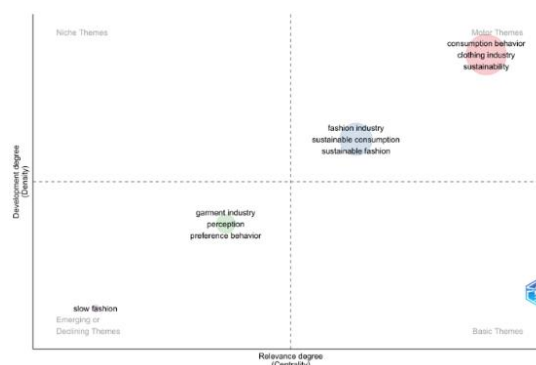 Niche Themes
Motor Themes
consumption behavior
clothing industry
sustainability
fashion industry
sustainable consumption
sustainable fashion
Development degree
(Density)
garment industry
perception
preference behavior
slow fashion
Emerging or
Declining Themes
Basic Themes
Relevance degree
(Centrality)